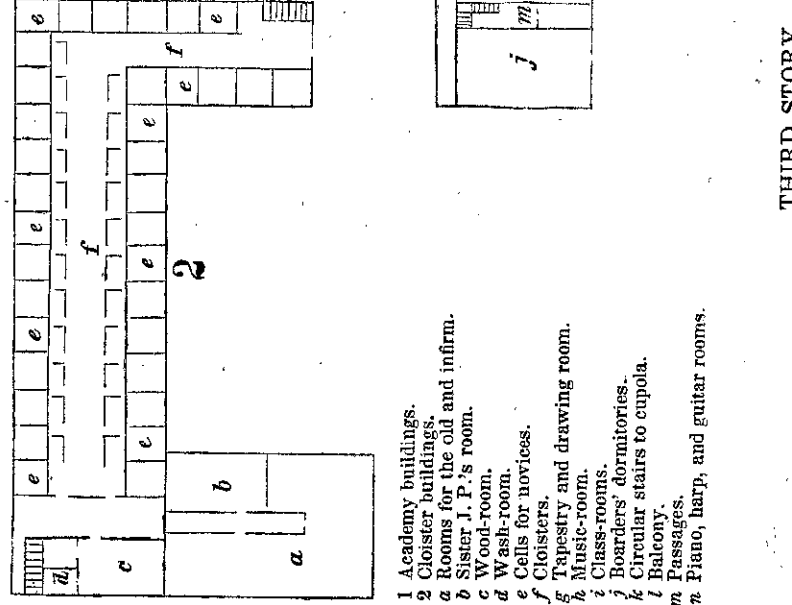 e
e
e
f
e
e
f
e
e
e
2
e
e
d
c
b
a
m
j
1 Academy buildings.
2 Cloister buildings.
a Rooms for the old and infirm.
b Sister J. P.'s room.
c Wood-room.
d Wash-room.
e Cells for novices.
f Cloisters.
g Tapestry and drawing room.
h Music-room.
i Class-rooms.
j Boarders' dormitories.
k Circular stairs to cupola.
l Balcony.
m Passages.
n Piano, harp, and guitar rooms.
THIRD STORY